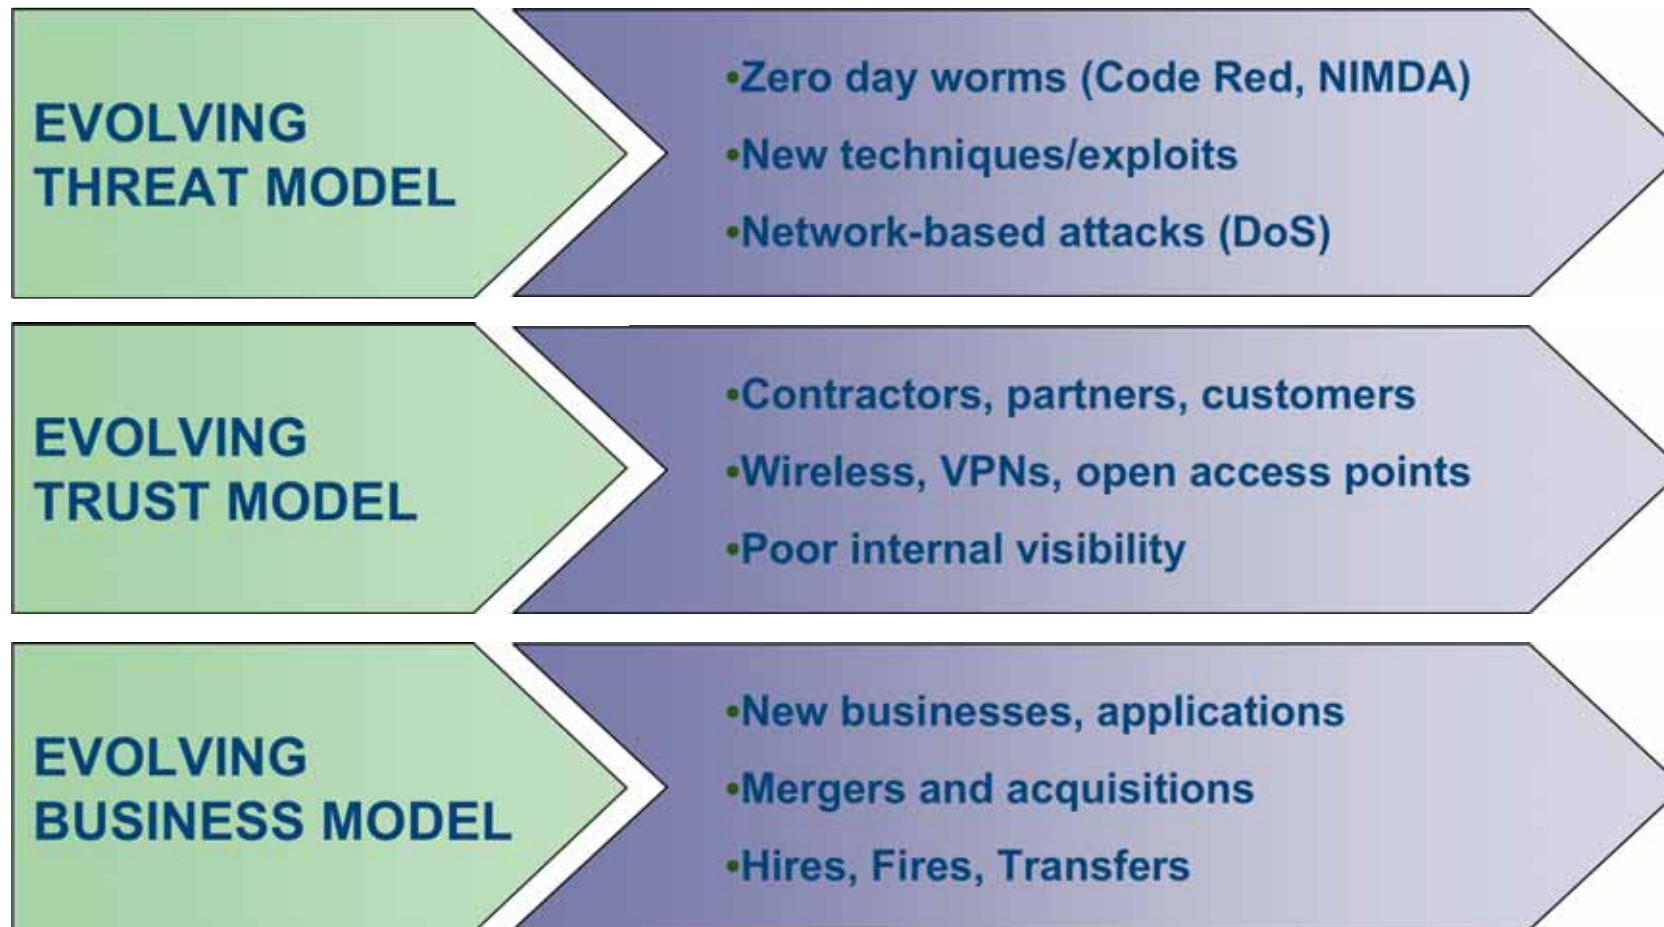 EVOLVING
THREAT MODEL
•Zero day worms (Code Red, NIMDA)
•New techniques/exploits
•Network-based attacks (DoS)
EVOLVING
TRUST MODEL
•Contractors, partners, customers
•Wireless, VPNs, open access points
•Poor internal visibility
EVOLVING
BUSINESS MODEL
•New businesses, applications
•Mergers and acquisitions
•Hires, Fires, Transfers